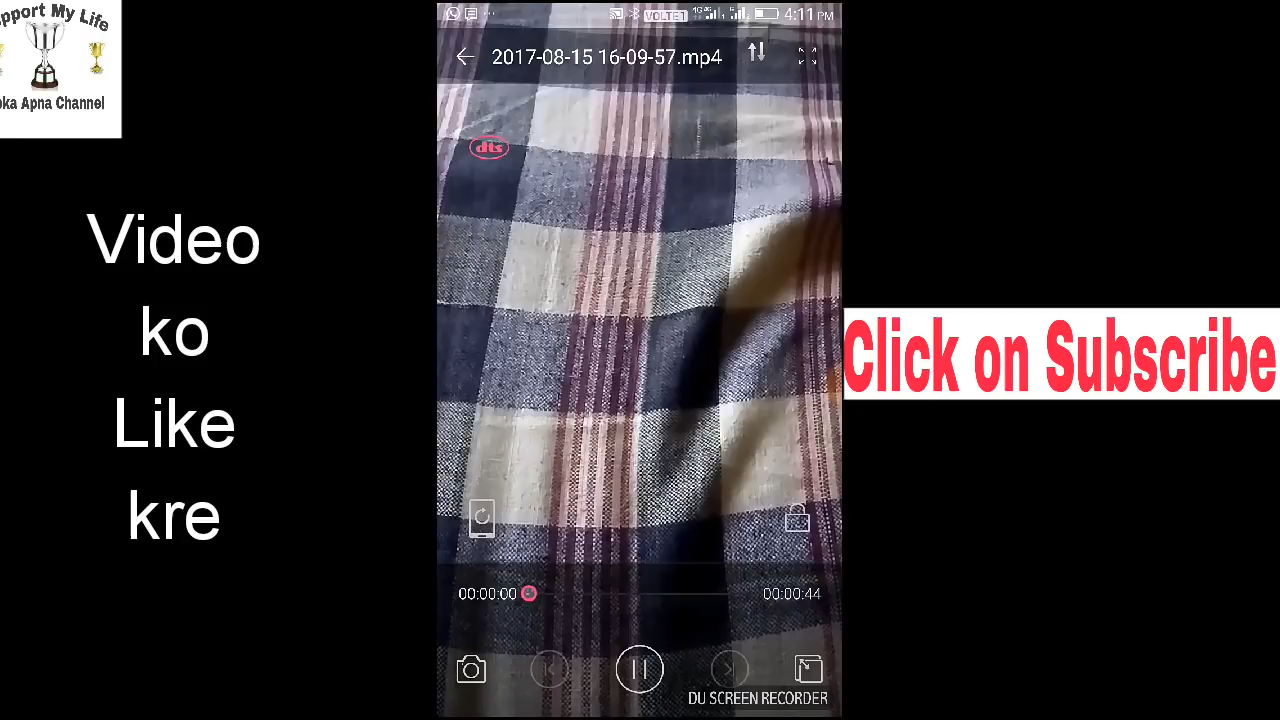 pport My Life
oka Apna Channel
Video
ko
Like
kre
VOLTE1
4:11 PM
2017-08-15 16-09-57.mp4
dts
Click on Subscribe
00:00:00
00:00:44
DU SCREEN RECORDER